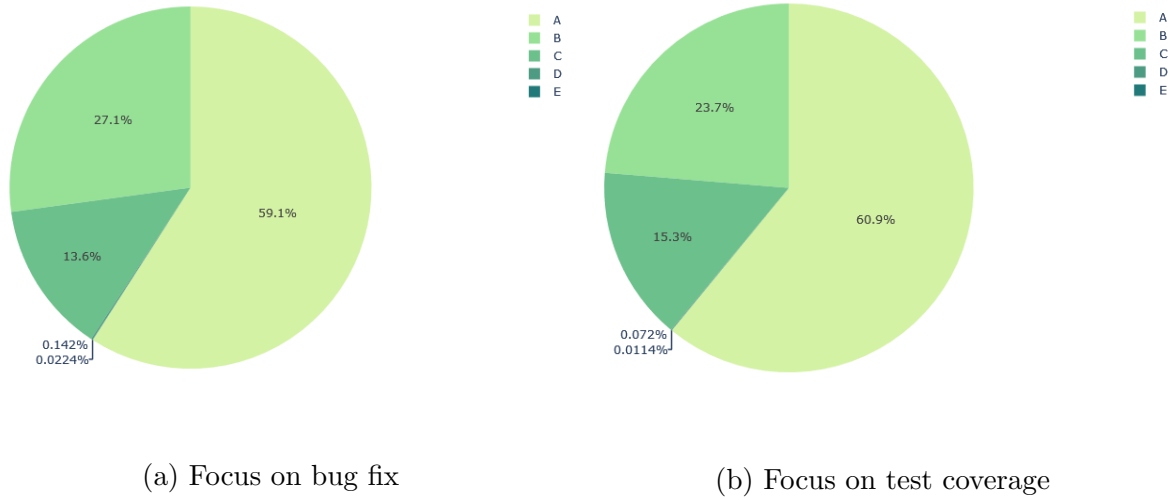 A
B
C
D
E
27.1%
59.1%
13.6%
0.142%
0.0224%
(a) Focus on bug fix
A
B
C
D
E
23.7%
60.9%
15.3%
0.072%
0.0114%
(b) Focus on test coverage